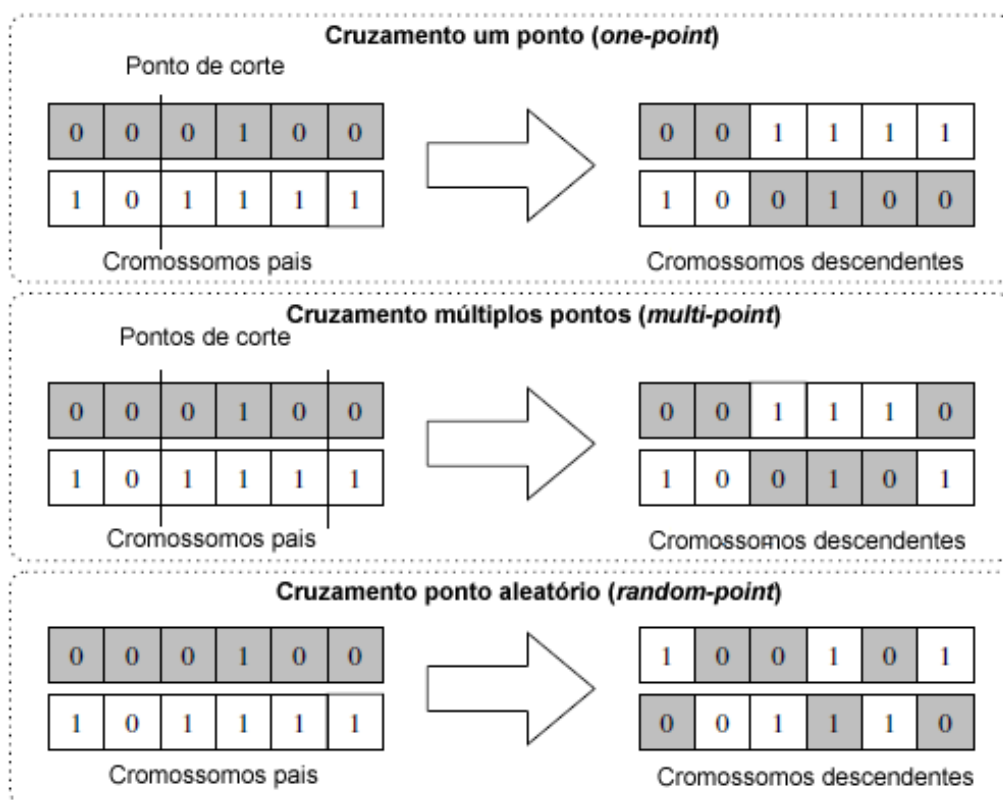 Cruzamento um ponto (one-point)
Ponto de corte
0 0 0 1 0 0
0 0 1 1 1 1
1 0 1 1 1 1
1 0 0 1 0 0
Cromossomos pais
Cromossomos descendentes
Cruzamento múltiplos pontos (multi-point)
Pontos de corte
0 0 0 1 0 0
0 0 1 1 1 0
1 0 1 1 1 1
1 0 0 1 0 1
Cromossomos pais
Cromossomos descendentes
Cruzamento ponto aleatório (random-point)
0 0 0 1 0 0
1 0 0 1 0 1
1 0 1 1 1 1
0 0 1 1 1 0
Cromossomos pais
Cromossomos descendentes